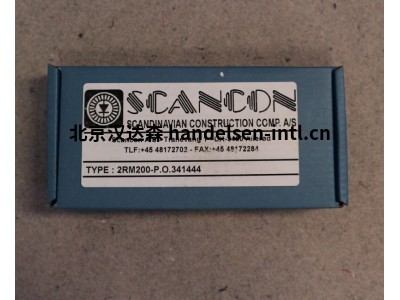 SCANCON
SCANDINAVIAN CONSTRUCTION COMP. A/S
北京汉达森 handelsen-intl.cn
TLF:+45 48172702 - FAX:+45 48172284
TYPE : 2RM200-P.O.341444